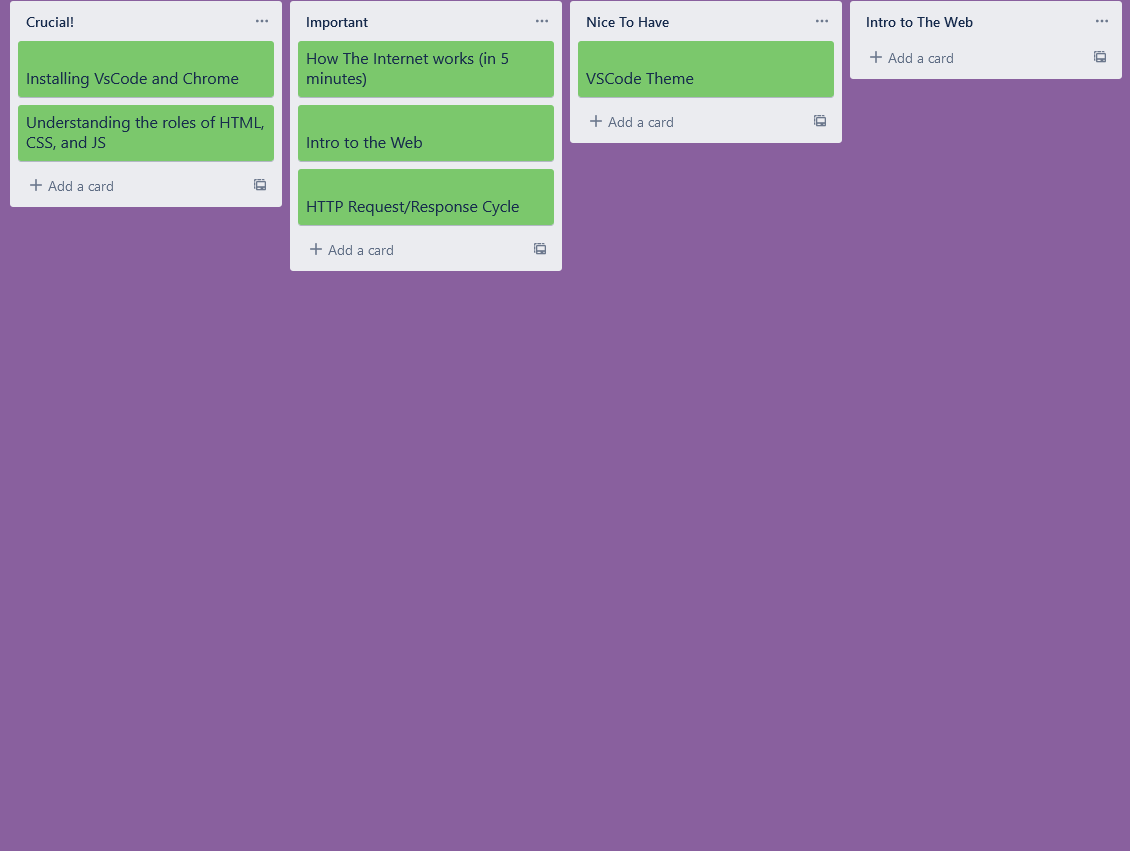 Crucial!
Installing VsCode and Chrome
Understanding the roles of HTML,
CSS, and JS
Add a card
Important
How The Internet works (in 5
minutes)
Intro to the Web
HTTP Request/Response Cycle
Add a card
Nice To Have
VSCode Theme
Add a card
Intro to The Web
Add a card